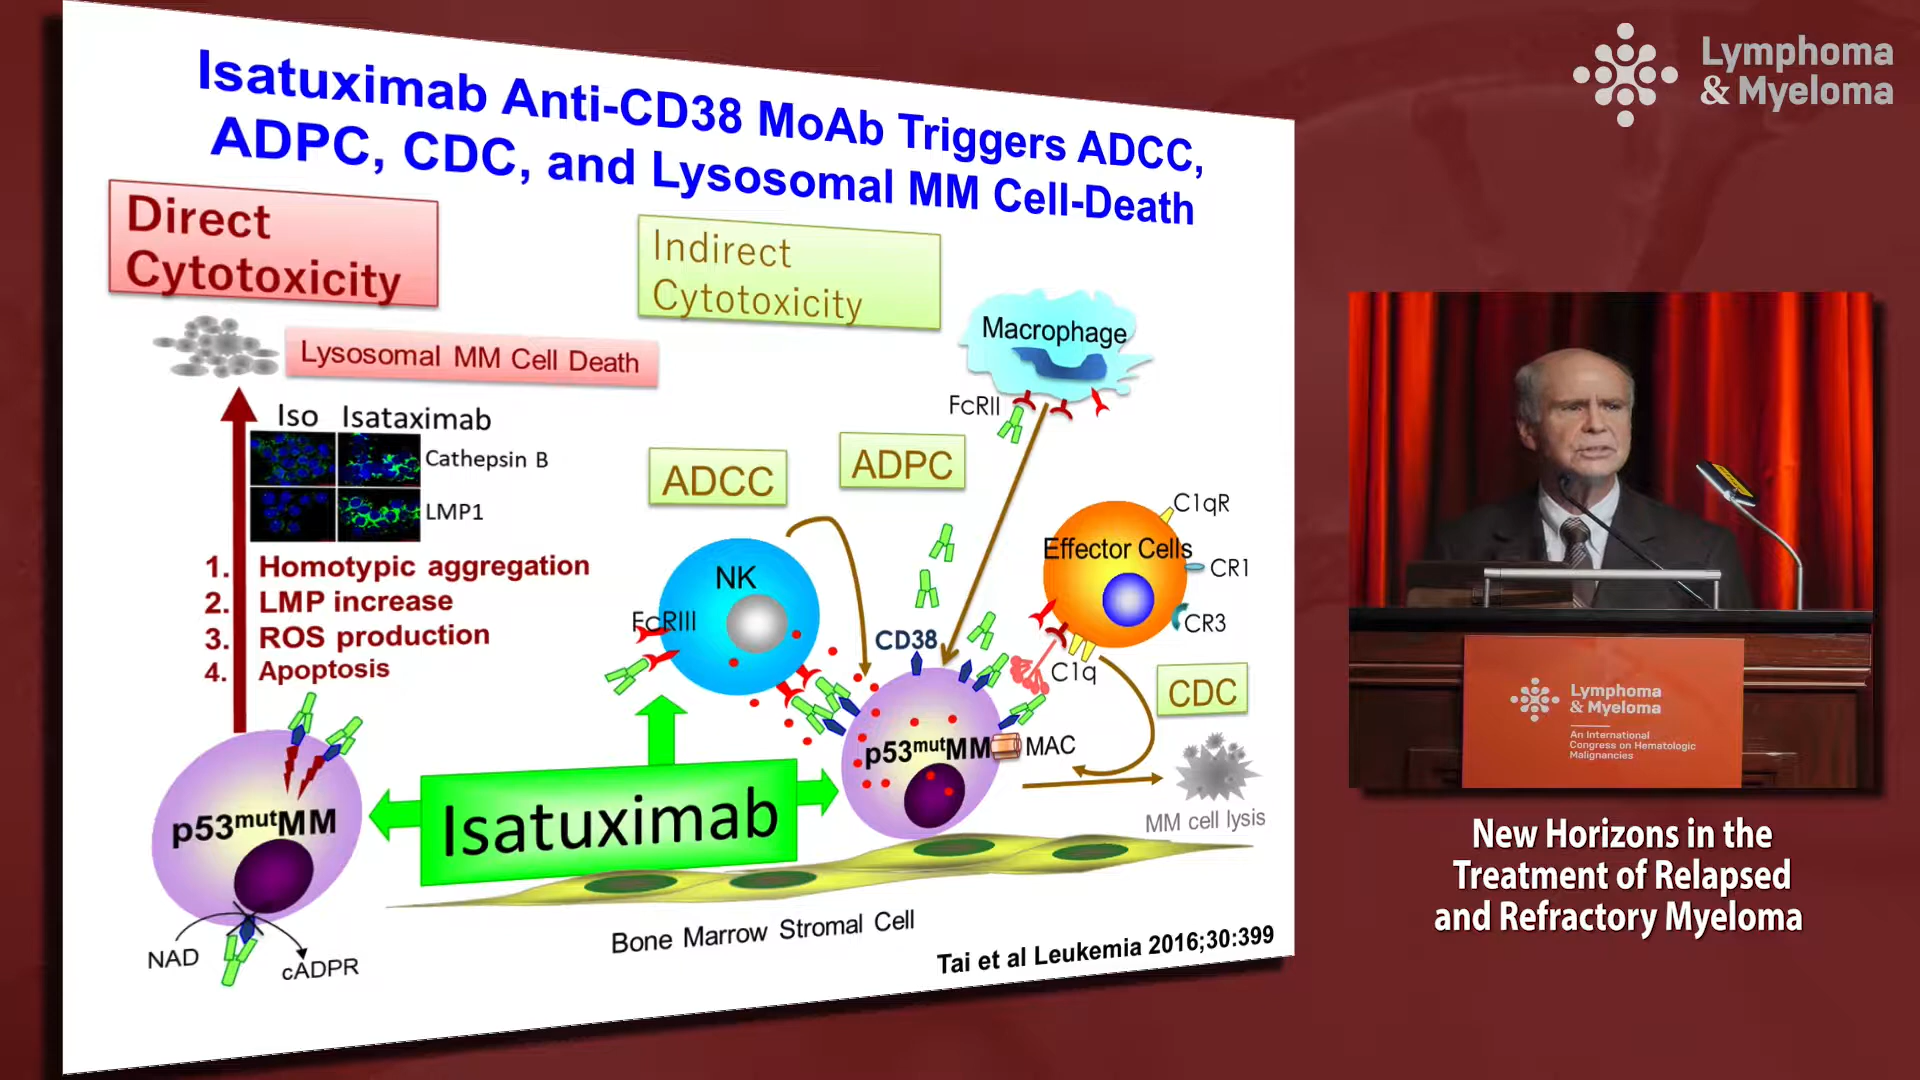 Isatuximab Anti-CD38 MoAb Triggers ADCC,
ADPC, CDC, and Lysosomal MM Cell-Death
Direct
Cytotoxicity
Indirect
Cytotoxicity
Lysosomal MM Cell Death
Macrophage
FcRII
Iso Isataximab
Cathepsin B
LMP1
ADCC
ADPC
C1qR
Effector Cells
CR1
CR3
1. Homotypic aggregation
2. LMP increase
3. ROS production
4. Apoptosis
NK
FcRIII
CD38
C1q
CDC
p53mutMM
MAC
MM cell lysis
p53mutMM
Isatuximab
NAD
cADPR
Bone Marrow Stromal Cell
Tai et al Leukemia 2016;30:399
Lymphoma
& Myeloma
Lymphoma
& Myeloma
An International
Congress on Hematologic
Malignancies
New Horizons in the
Treatment of Relapsed
and Refractory Myeloma